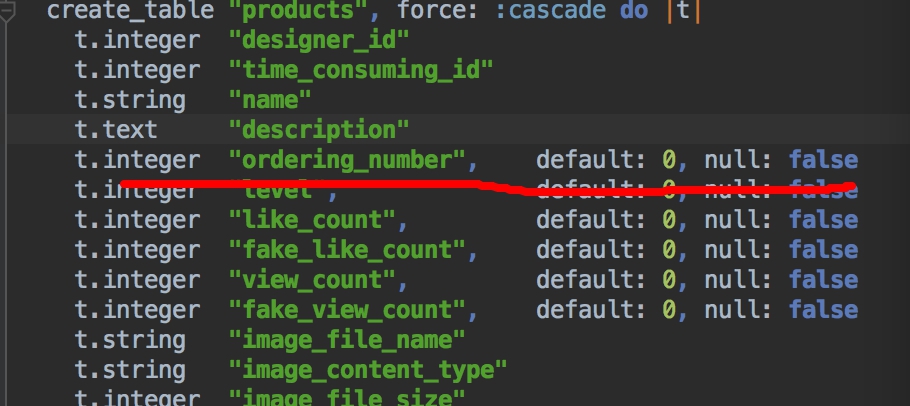 create_table "products", force: :cascade do |t|
t.integer "designer_id"
t.integer "time_consuming_id"
t.string "name"
t.text "description"
t.integer "ordering_number", default: 0, null: false
t.integer "level", default: 0, null: false
t.integer "like_count", default: 0, null: false
t.integer "fake_like_count", default: 0, null: false
t.integer "view_count", default: 0, null: false
t.integer "fake_view_count", default: 0, null: false
t.string "image_file_name"
t.string "image_content_type"
t.integer "image_file_size"